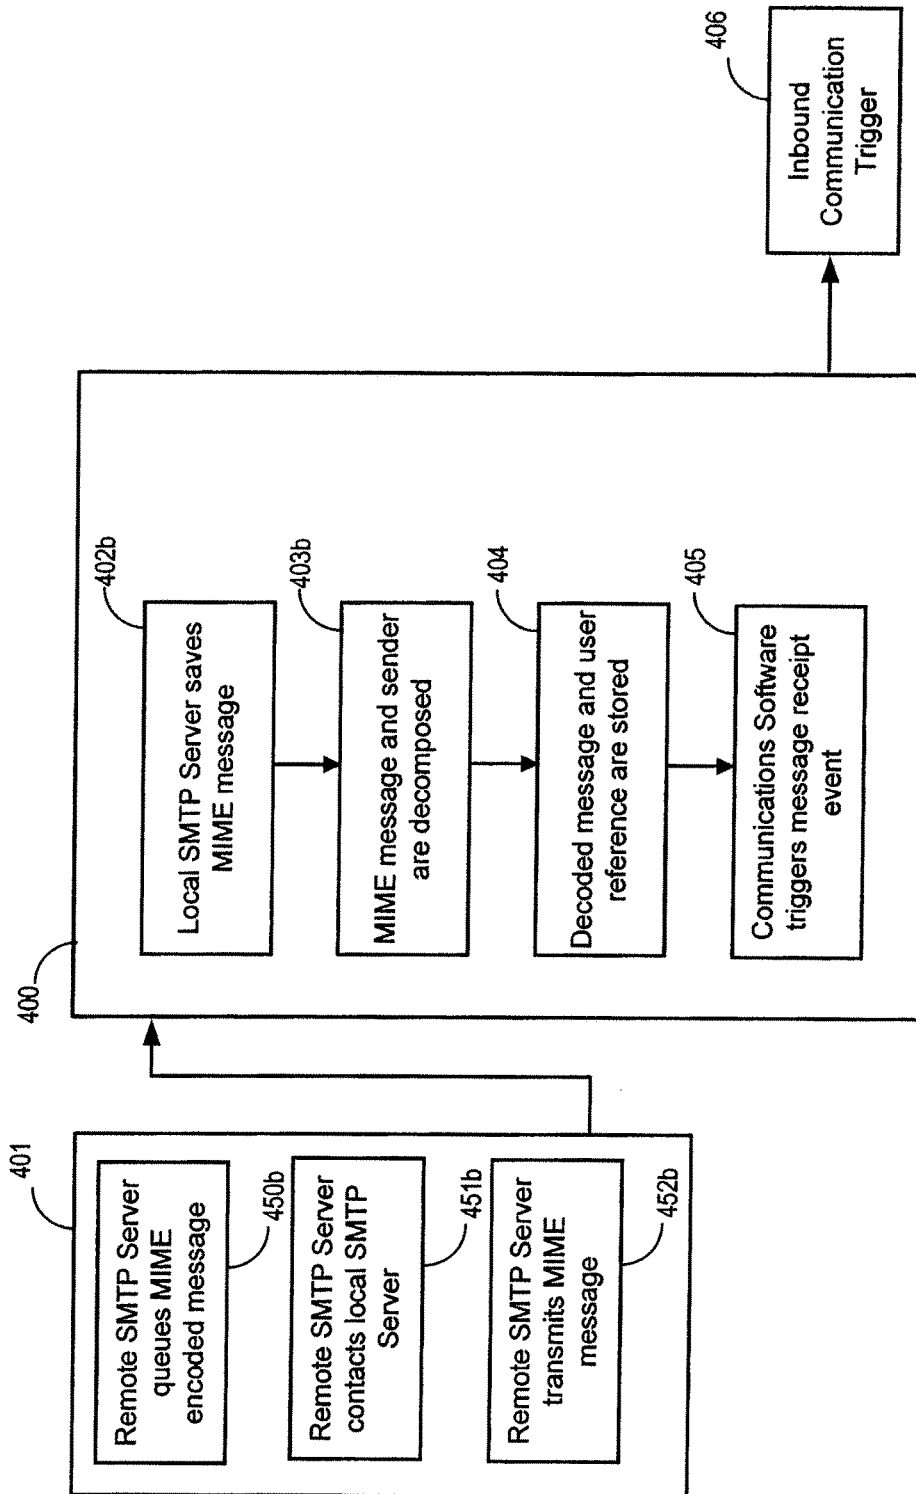 401
Remote SMTP Server
queues MIME
encoded message
450b
Remote SMTP Server
contacts local SMTP
Server
451b
Remote SMTP Server
transmits MIME
message
452b
400
Local SMTP Server saves
MIME message
402b
MIME message and sender
are decomposed
403b
Decoded message and user
reference are stored
404
Communications Software
triggers message receipt
event
405
Inbound
Communication
Trigger
406